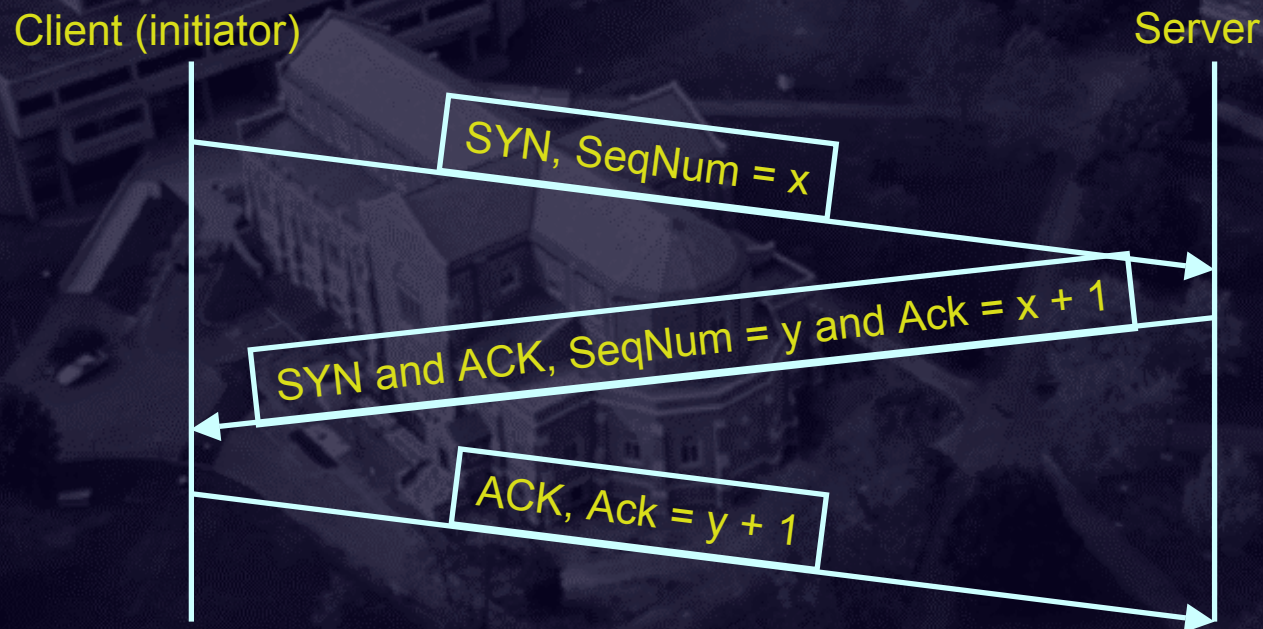 Client (initiator)
Server
SYN, SeqNum = x
SYN and ACK, SeqNum = y and Ack = x + 1
ACK, Ack = y + 1